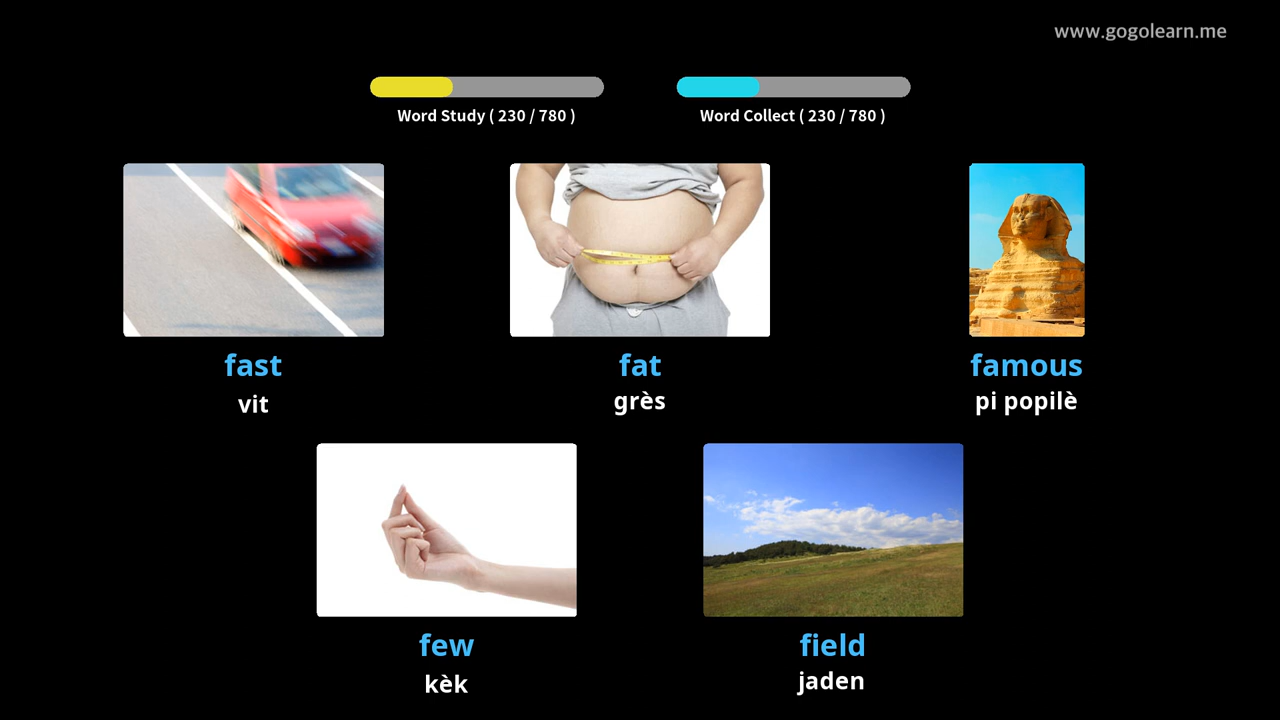 www.gogolearn.me
Word Study ( 230 / 780 )
Word Collect ( 230 / 780 )
fast
vit
fat
grès
famous
pi popilè
few
kèk
field
jaden